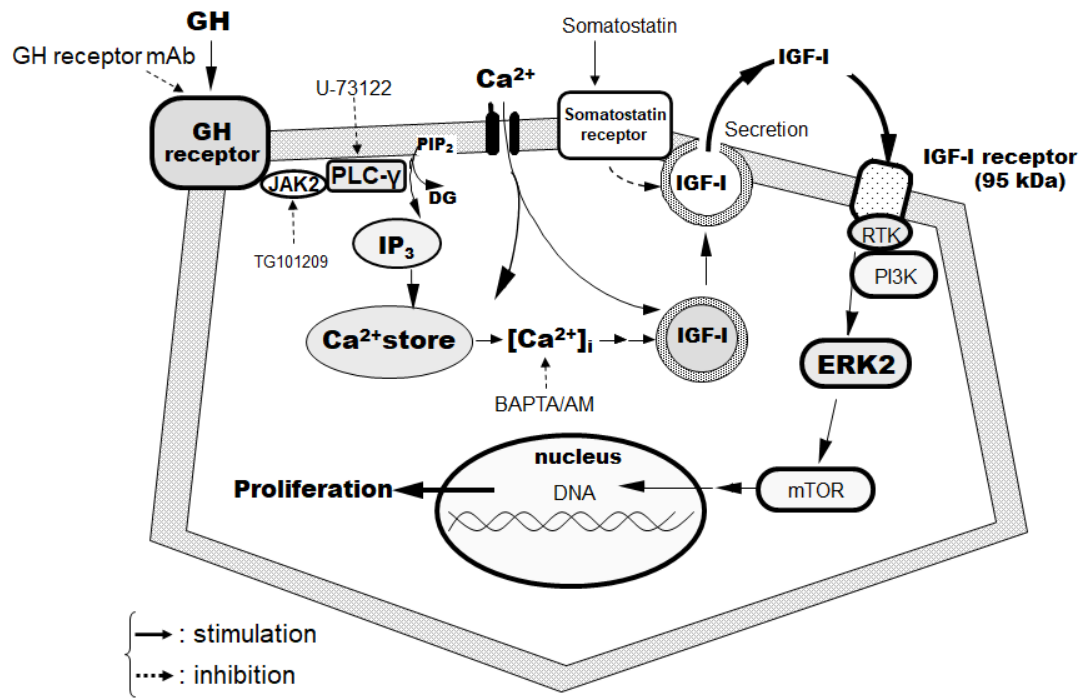 GH
GH receptor mAb
GH
receptor
JAK2
TG101209
U-73122
PLC-γ
PIP₂
DG
IP₃
Ca²⁺store
Ca²⁺
[Ca²⁺]ᵢ
BAPTA/AM
Somatostatin
Somatostatin
receptor
IGF-I
Secretion
IGF-I
IGF-I
IGF-I receptor
(95 kDa)
RTK
PI3K
ERK2
mTOR
nucleus
DNA
Proliferation
: stimulation
: inhibition